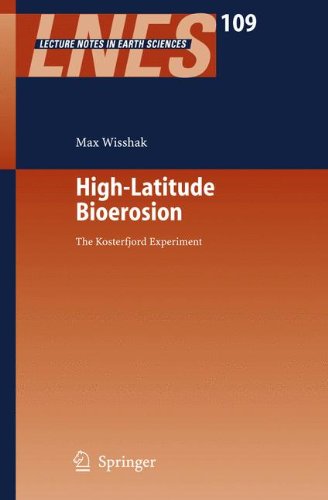 LNES 109
LECTURE NOTES IN EARTH SCIENCES
Max Wisshak
High-Latitude
Bioerosion
The Kosterfjord Experiment
Springer